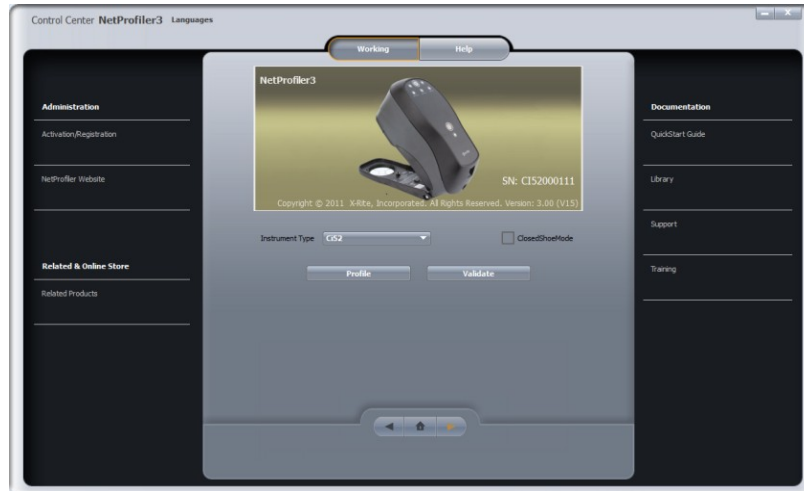 Control Center NetProfiler3 Languages
Working Help
Administration
Activation/Registration
NetProfiler Website
Related & Online Store
Related Products
NetProfiler3
SN: CI52000111
Copyright © 2011 X-Rite, Incorporated. All Rights Reserved. Version: 3.00 (V15)
Instrument Type Ci52 ClosedShoeMode
Profile Validate
Documentation
QuickStart Guide
Library
Support
Training